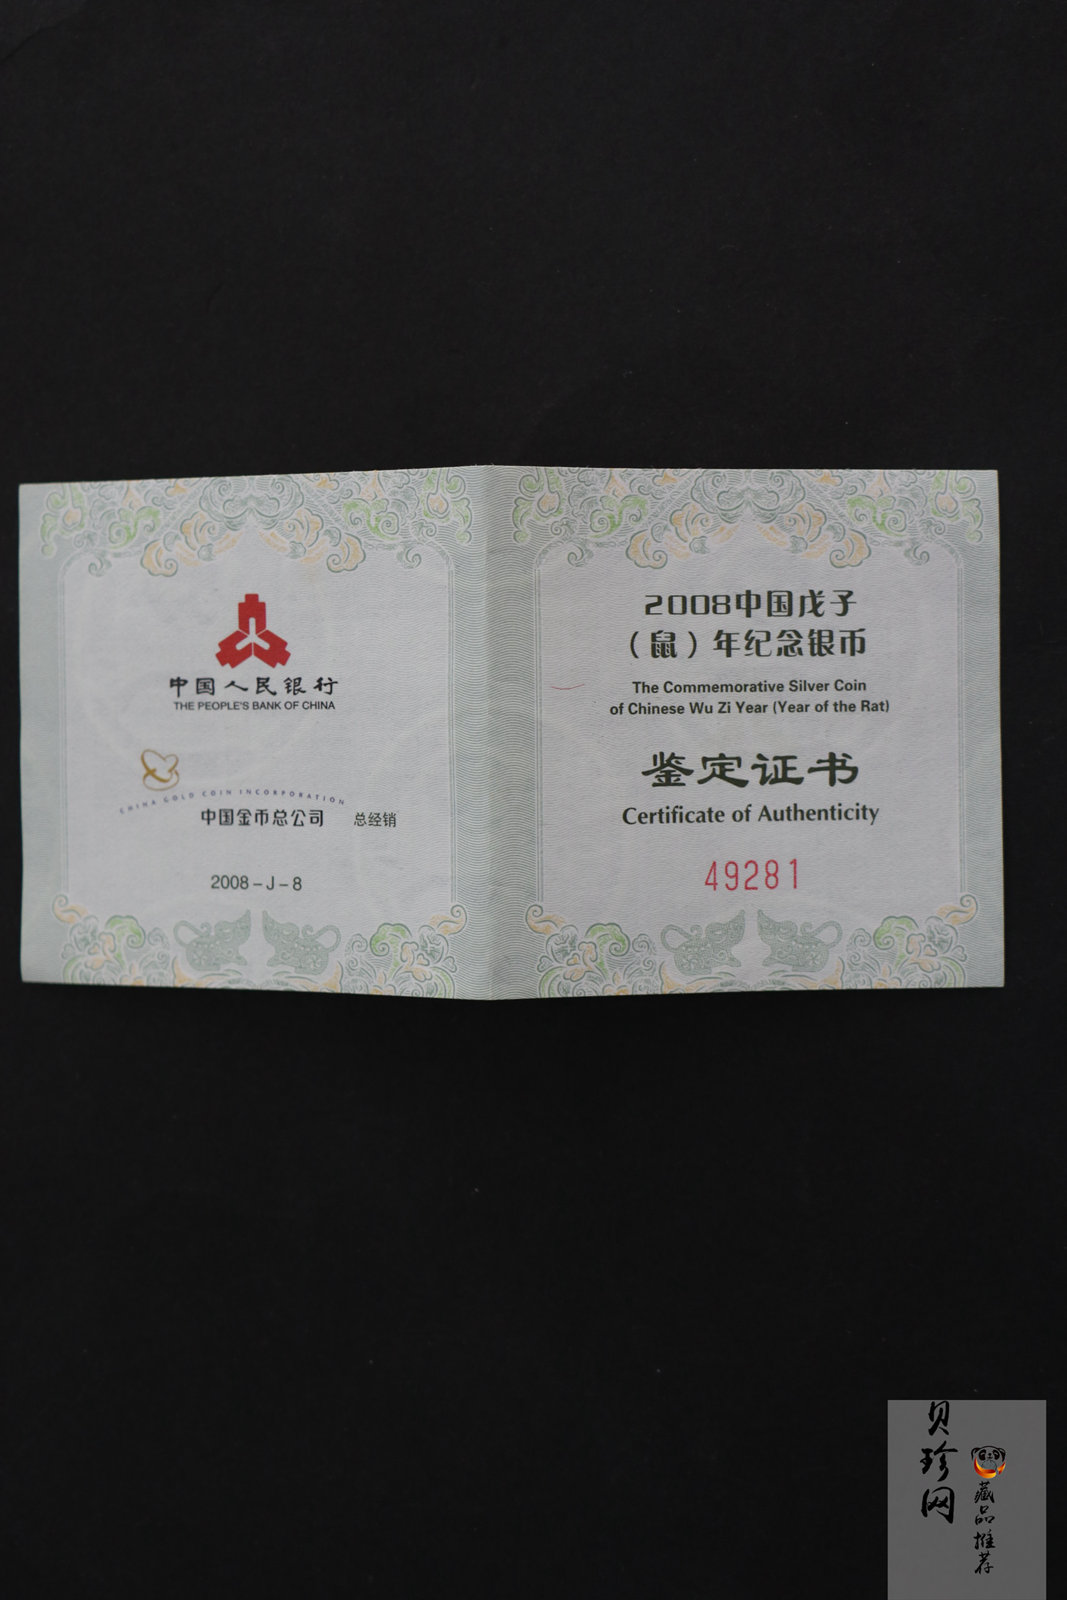 中国人民银行
THE PEOPLE'S BANK OF CHINA
CHINA GOLD COIN INCORPORATION
中国金币总公司 总经销
2008-J-8
2008中国戊子
（鼠）年纪念银币
The Commemorative Silver Coin
of Chinese Wu Zi Year (Year of the Rat)
鉴定证书
Certificate of Authenticity
49281
贝珍网
藏品推荐